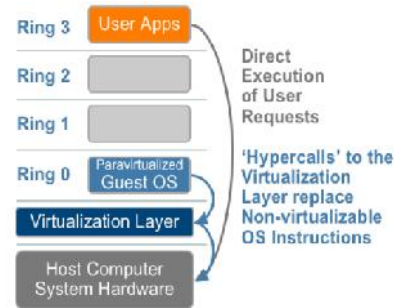 Ring 3
User Apps
Ring 2
Ring 1
Ring 0
Paravirtualized
Guest OS
Virtualization Layer
Host Computer
System Hardware
Direct
Execution
of User
Requests
‘Hypercalls’ to the
Virtualization
Layer replace
Non-virtualizable
OS Instructions